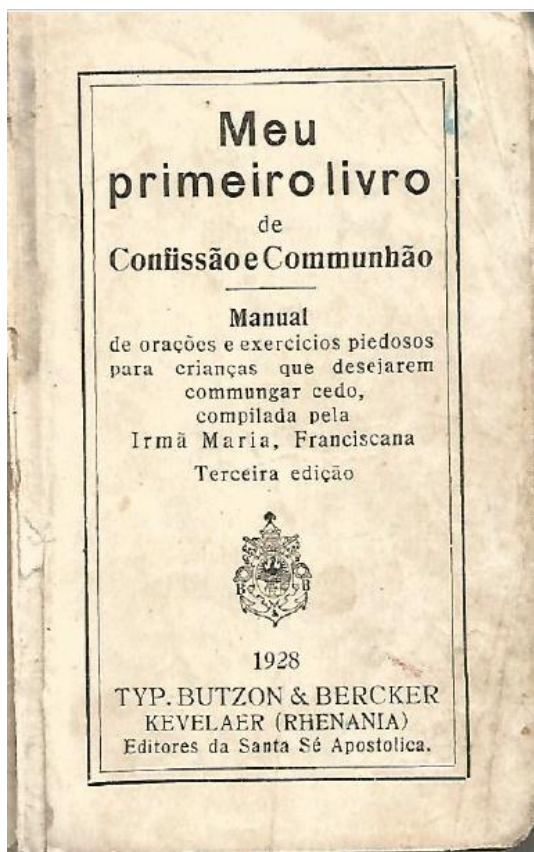 Meu
primeiro livro
de
Confissão e Communhão
Manual
de orações e exercicios piedosos
para crianças que desejarem
commungar cedo,
compilada pela
Irmã Maria, Franciscana
Terceira edição
B B
1928
TYP. BUTZON & BERCKER
KEVELAER (RHENANIA)
Editores da Santa Sé Apostolica.